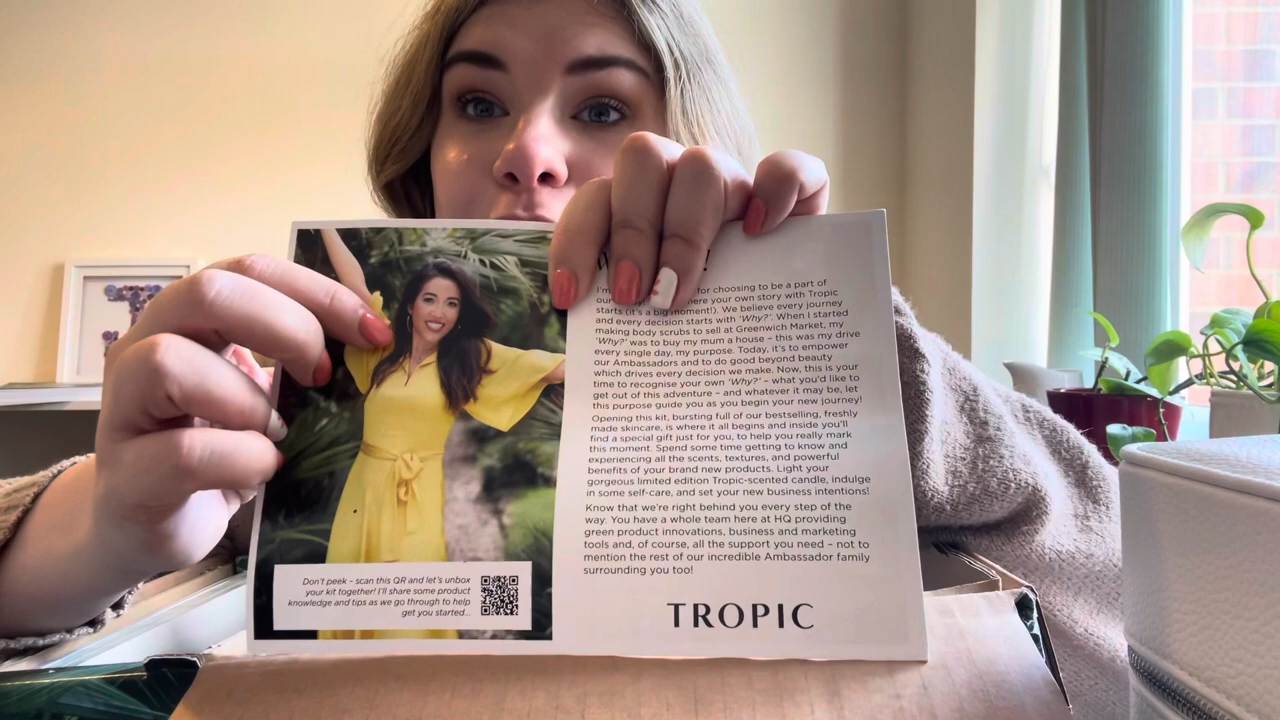 Don't peek – scan this QR and let's unbox
your kit together! I'll share some product
knowledge and tips as we go through to help
get you started...
I'm for choosing to be a part of
our here your own story with Tropic
starts (it's a big moment!). We believe every journey
and every decision starts with 'Why?'. When I started
making body scrubs to sell at Greenwich Market, my
'Why?' was to buy my mum a house – this was my drive
every single day, my purpose. Today, it's to empower
our Ambassadors and to do good beyond beauty
which drives every decision we make. Now, this is your
time to recognise your own 'Why?' – what you'd like to
get out of this adventure – and whatever it may be, let
this purpose guide you as you begin your new journey!
Opening this kit, bursting full of our bestselling, freshly
made skincare, is where it all begins and inside you'll
find a special gift just for you, to help you really mark
this moment. Spend some time getting to know and
experiencing all the scents, textures, and powerful
benefits of your brand new products. Light your
gorgeous limited edition Tropic-scented candle, indulge
in some self-care, and set your new business intentions!
Know that we're right behind you every step of the
way. You have a whole team here at HQ providing
green product innovations, business and marketing
tools and, of course, all the support you need – not to
mention the rest of our incredible Ambassador family
surrounding you too!
TROPIC